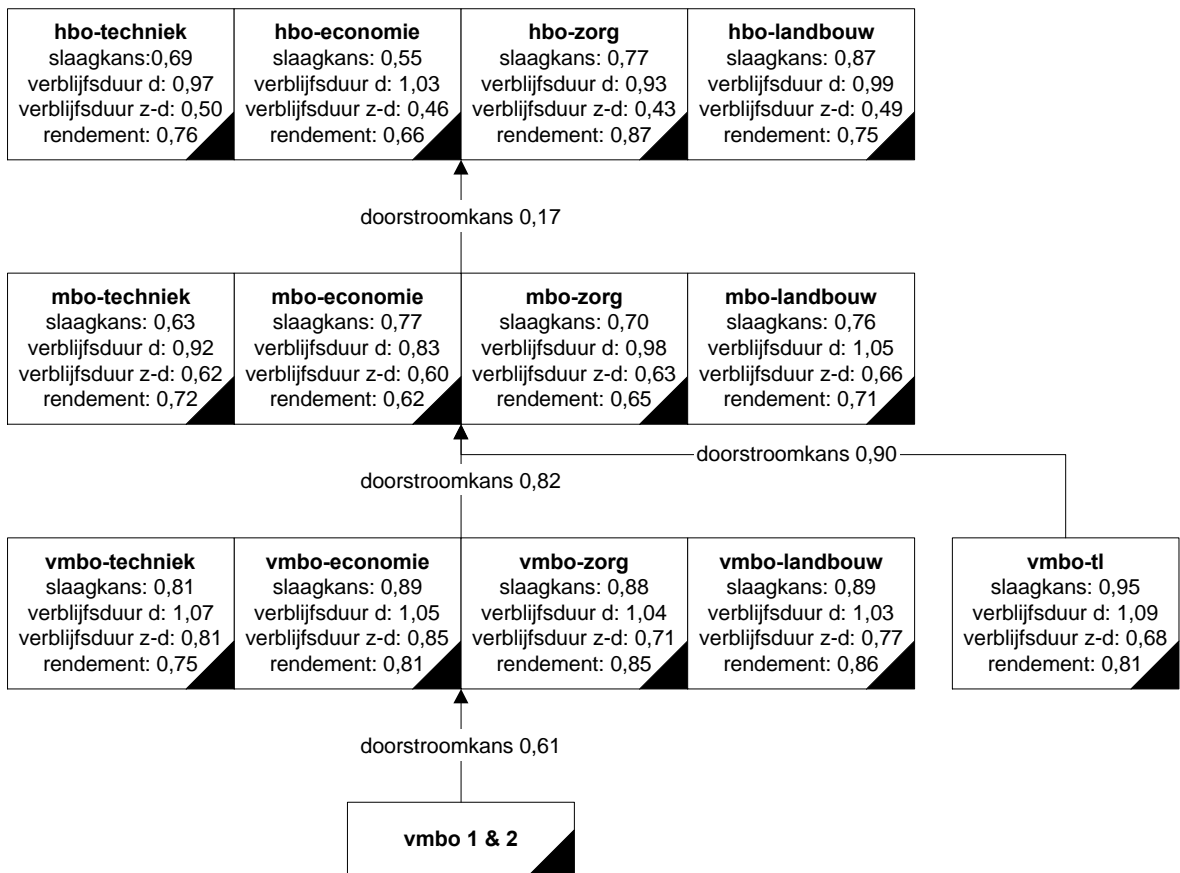 hbo-techniek
slaagkans:0,69
verblijfsduur d: 0,97
verblijfsduur z-d: 0,50
rendement: 0,76
hbo-economie
slaagkans: 0,55
verblijfsduur d: 1,03
verblijfsduur z-d: 0,46
rendement: 0,66
hbo-zorg
slaagkans: 0,77
verblijfsduur d: 0,93
verblijfsduur z-d: 0,43
rendement: 0,87
hbo-landbouw
slaagkans: 0,87
verblijfsduur d: 0,99
verblijfsduur z-d: 0,49
rendement: 0,75
doorstroomkans 0,17
mbo-techniek
slaagkans: 0,63
verblijfsduur d: 0,92
verblijfsduur z-d: 0,62
rendement: 0,72
mbo-economie
slaagkans: 0,77
verblijfsduur d: 0,83
verblijfsduur z-d: 0,60
rendement: 0,62
mbo-zorg
slaagkans: 0,70
verblijfsduur d: 0,98
verblijfsduur z-d: 0,63
rendement: 0,65
mbo-landbouw
slaagkans: 0,76
verblijfsduur d: 1,05
verblijfsduur z-d: 0,66
rendement: 0,71
doorstroomkans 0,90
doorstroomkans 0,82
vmbo-techniek
slaagkans: 0,81
verblijfsduur d: 1,07
verblijfsduur z-d: 0,81
rendement: 0,75
vmbo-economie
slaagkans: 0,89
verblijfsduur d: 1,05
verblijfsduur z-d: 0,85
rendement: 0,81
vmbo-zorg
slaagkans: 0,88
verblijfsduur d: 1,04
verblijfsduur z-d: 0,71
rendement: 0,85
vmbo-landbouw
slaagkans: 0,89
verblijfsduur d: 1,03
verblijfsduur z-d: 0,77
rendement: 0,86
vmbo-tl
slaagkans: 0,95
verblijfsduur d: 1,09
verblijfsduur z-d: 0,68
rendement: 0,81
doorstroomkans 0,61
vmbo 1 & 2